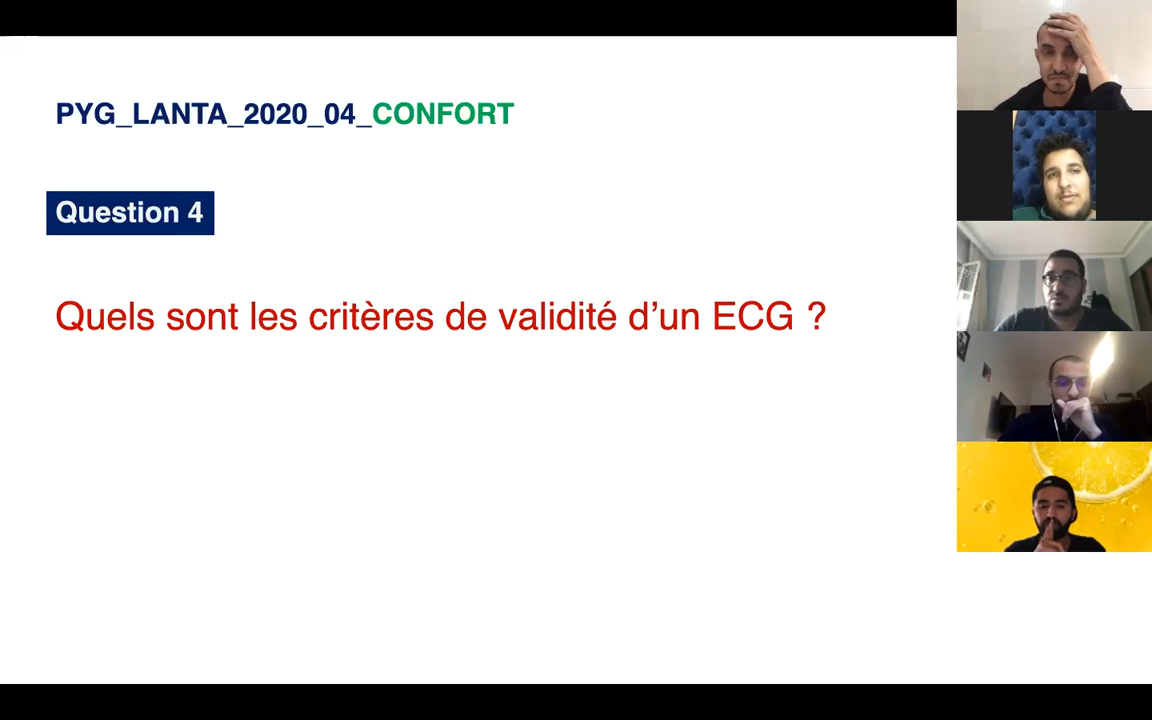 PYG_LANTA_2020_04_CONFORT
Question 4
Quels sont les critères de validité d’un ECG ?